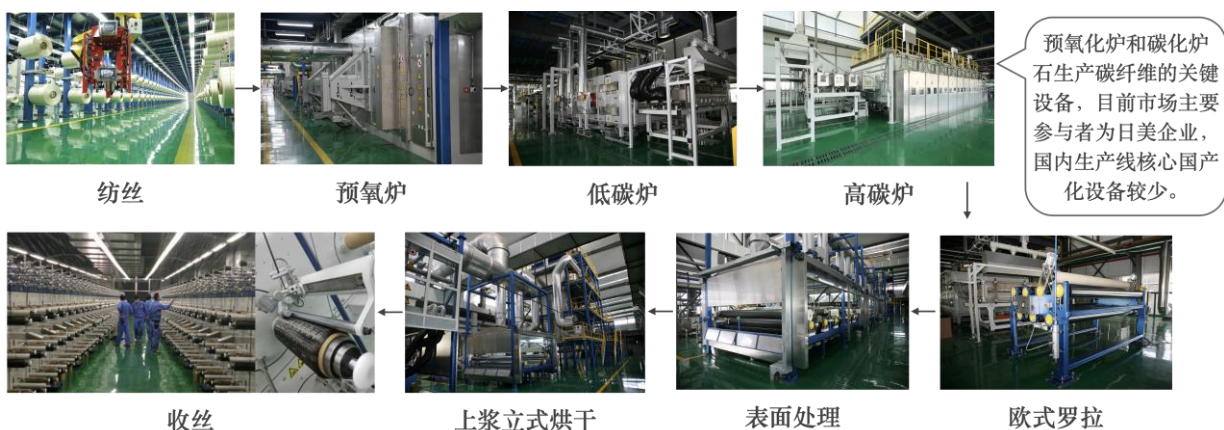 预氧化炉和碳化炉
石生产碳纤维的关键
设备，目前市场主要
参与者为日美企业，
国内生产线核心国产
化设备较少。
纺丝
预氧炉
低碳炉
高碳炉
收丝
上浆立式烘干
表面处理
欧式罗拉